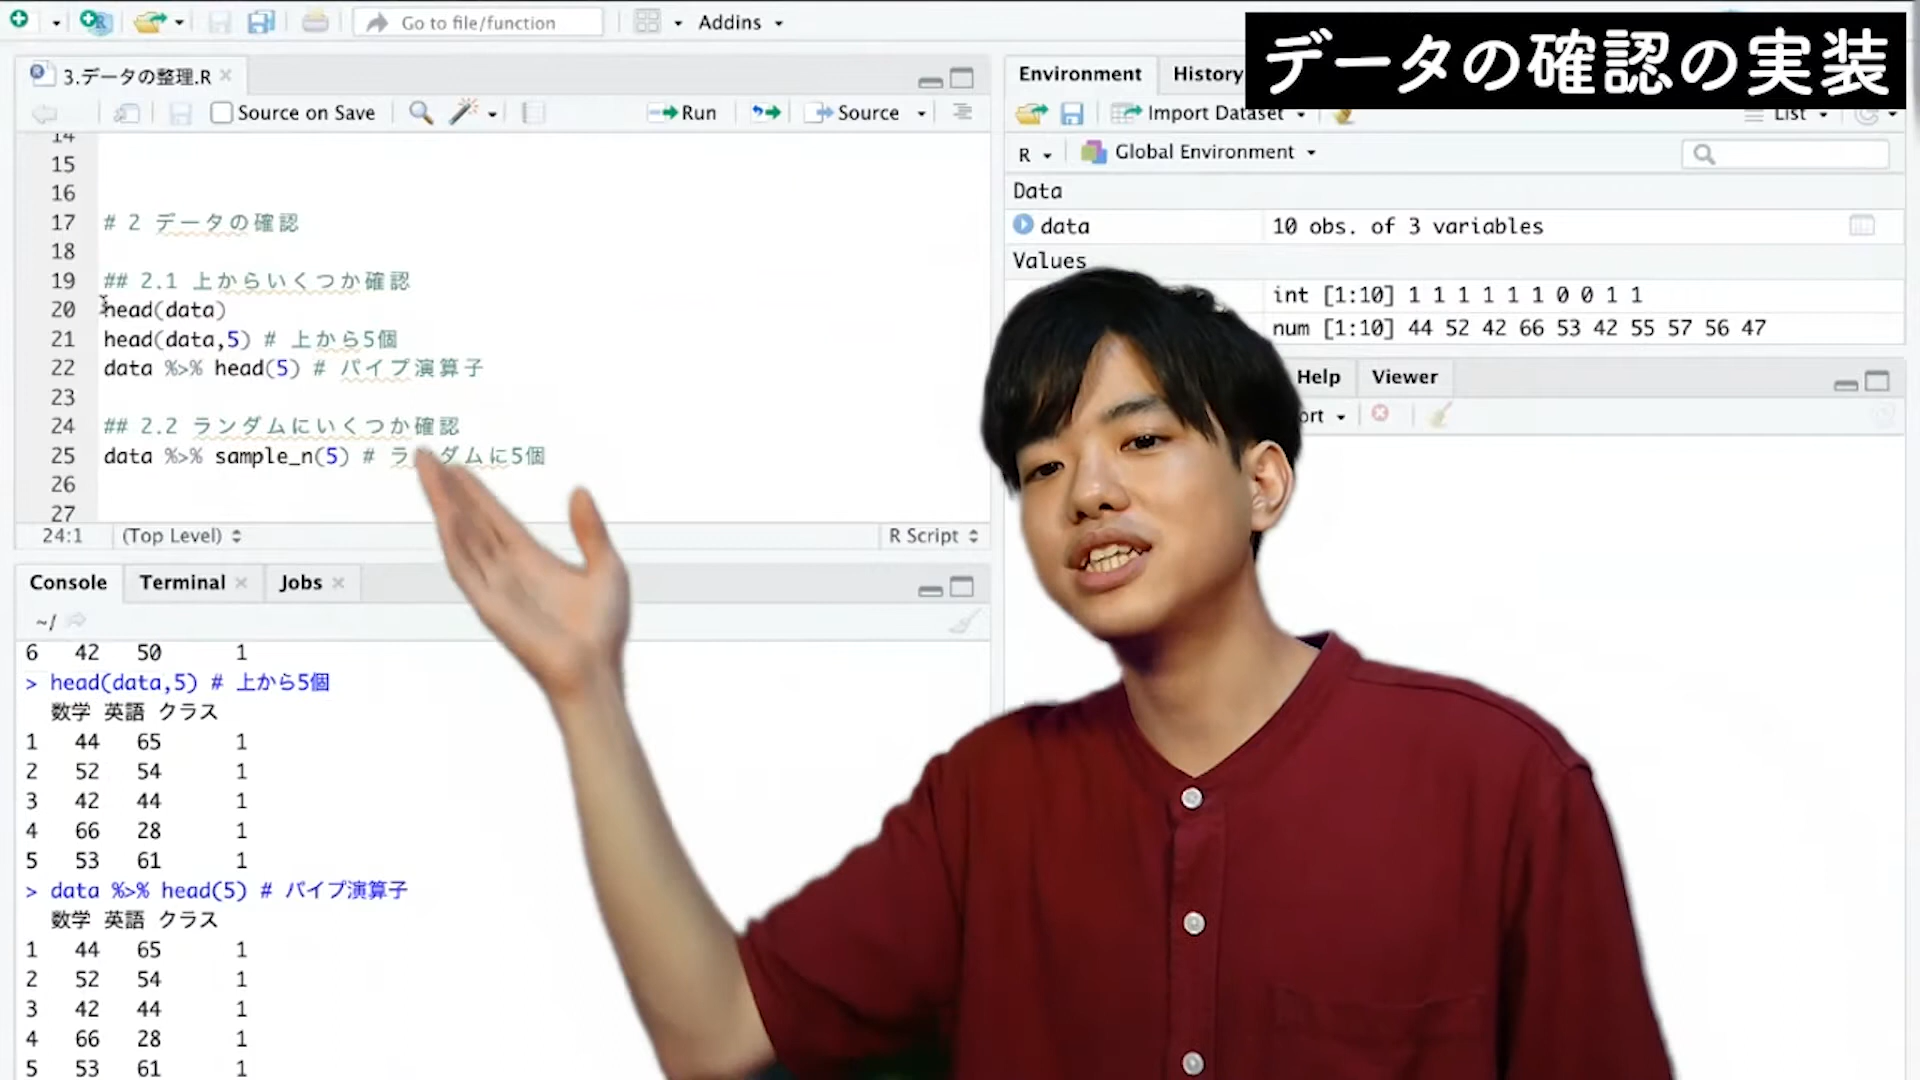 Go to file/function
Addins
データの確認の実装
3.データの整理.R
Source on Save
Run
Source
14
15
16
17 # 2 データの確認
18
19 ## 2.1 上からいくつか確認
20 head(data)
21 head(data,5) # 上から5個
22 data %>% head(5) # パイプ演算子
23
24 ## 2.2 ランダムにいくつか確認
25 data %>% sample_n(5) # ランダムに5個
26
27
24:1 (Top Level) R Script
Console Terminal Jobs
~/
6 42 50 1
> head(data,5) # 上から5個
数学 英語 クラス
1 44 65 1
2 52 54 1
3 42 44 1
4 66 28 1
5 53 61 1
> data %>% head(5) # パイプ演算子
数学 英語 クラス
1 44 65 1
2 52 54 1
3 42 44 1
4 66 28 1
5 53 61 1
Environment History
Import Dataset List
R Global Environment
Data
data 10 obs. of 3 variables
Values
int [1:10] 1 1 1 1 1 1 0 0 1 1
num [1:10] 44 52 42 66 53 42 55 57 56 47
Help Viewer